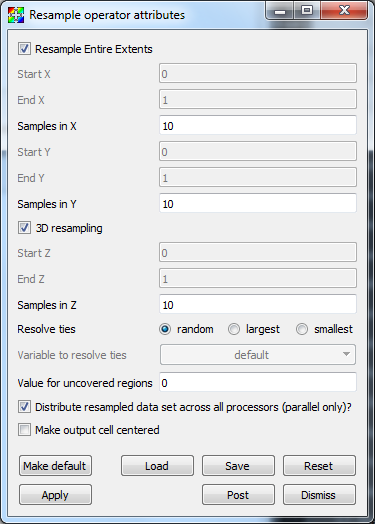 Resample operator attributes
Resample Entire Extents
Start X 0
End X 1
Samples in X 10
Start Y 0
End Y 1
Samples in Y 10
3D resampling
Start Z 0
End Z 1
Samples in Z 10
Resolve ties random largest smallest
Variable to resolve ties default
Value for uncovered regions 0
Distribute resampled data set across all processors (parallel only)?
Make output cell centered
Make default Load Save Reset
Apply Post Dismiss